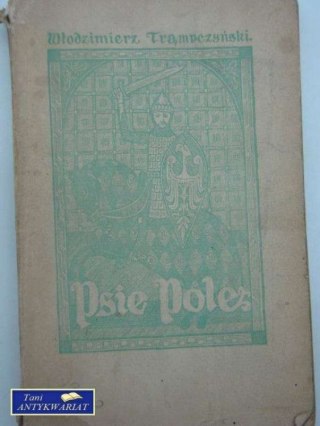 Włodzimierz Trąmpczyński.
Psie Pole
Tani
ANTYKWARIAT